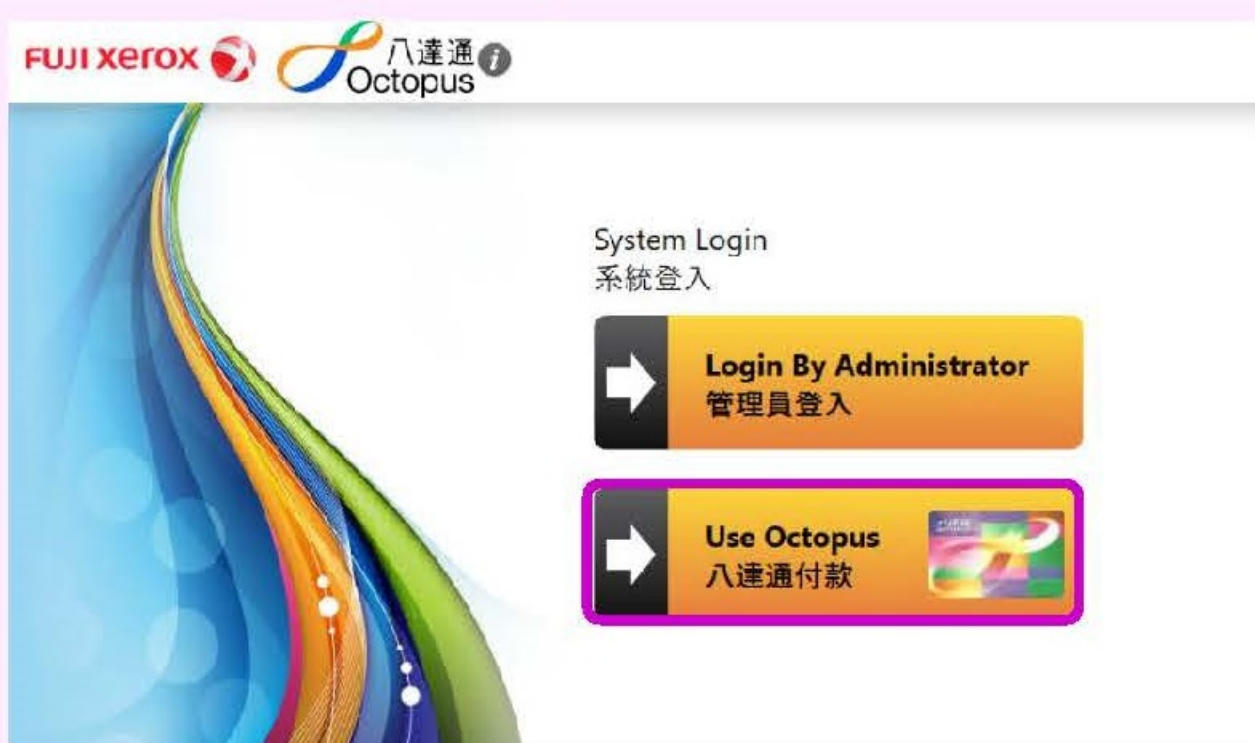 FUJI xerox
八達通
Octopus
System Login
系統登入
Login By Administrator
管理員登入
Use Octopus
八達通付款